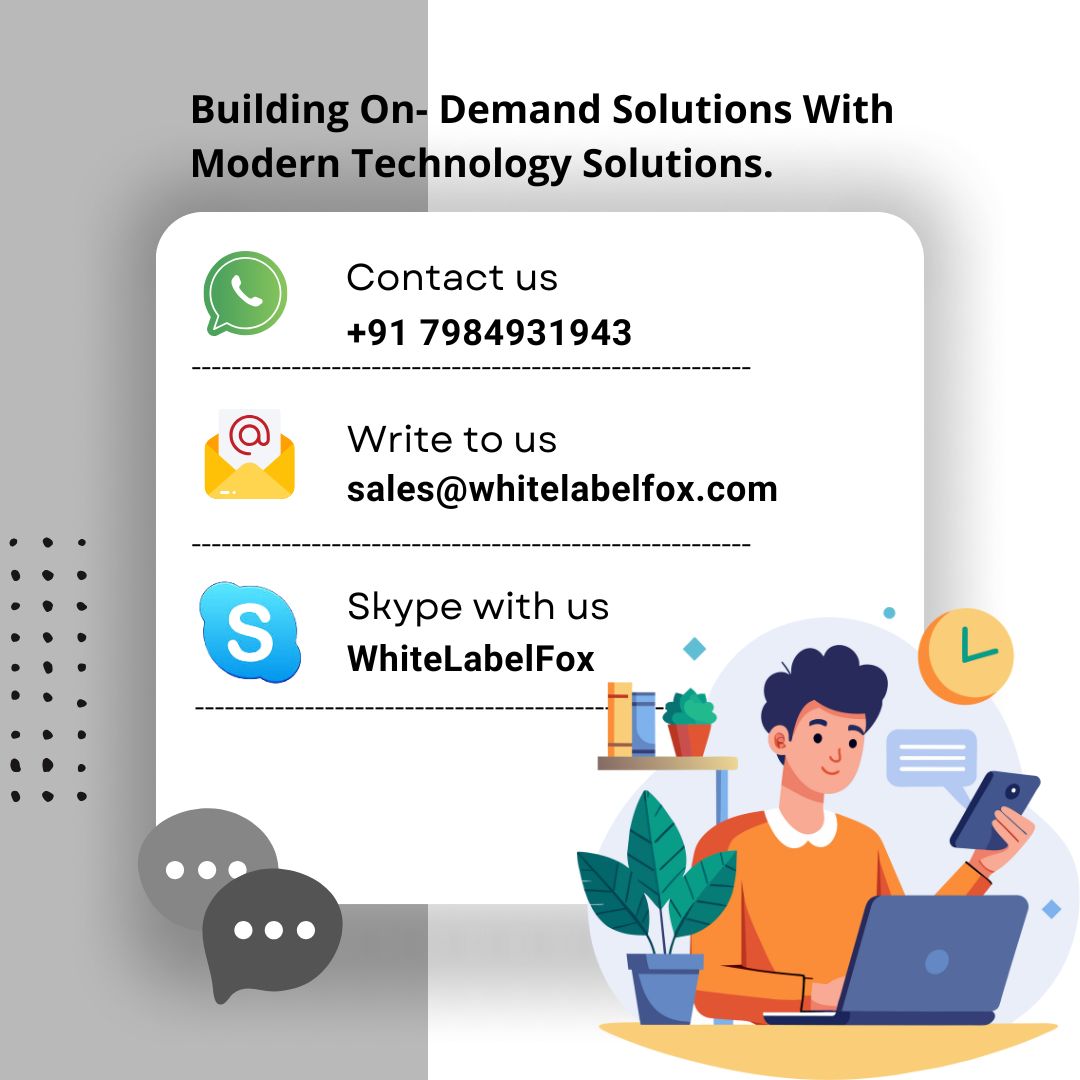 Building On- Demand Solutions With
Modern Technology Solutions.
Contact us
+91 7984931943
Write to us
sales@whitelabelfox.com
Skype with us
WhiteLabelFox